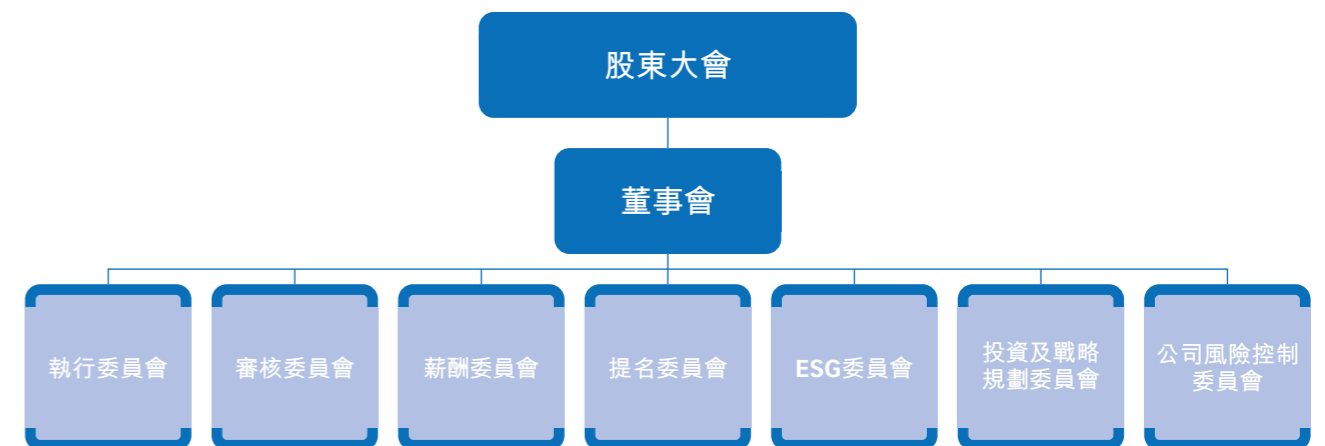 股東大會
董事會
執行委員會
審核委員會
薪酬委員會
提名委員會
ESG委員會
投資及戰略
規劃委員會
公司風險控制
委員會